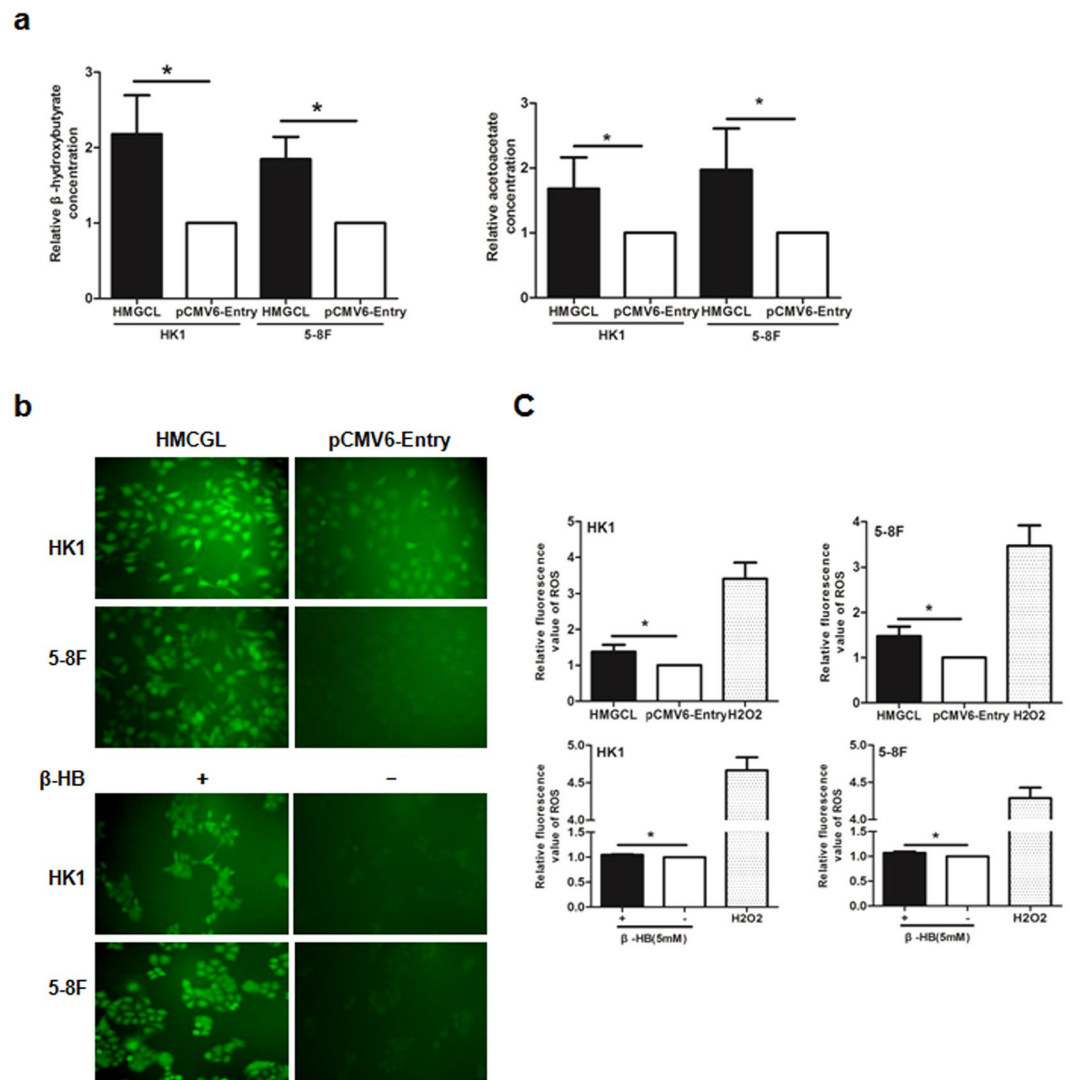 a
Relative β -hydroxybutyrate
concentration
3
2
1
0
*
*
HMGCL
pCMV6-Entry
HMGCL
pCMV6-Entry
HK1
5-8F
Relative acetoacetate
concentration
3
2
1
0
*
*
HMGCL
pCMV6-Entry
HMGCL
pCMV6-Entry
HK1
5-8F
b
HMCGL
pCMV6-Entry
HK1
5-8F
β-HB
+
−
HK1
5-8F
C
Relative fluorescence
value of ROS
5
4
3
2
1
0
HK1
*
HMGCL
pCMV6-Entry
H2O2
Relative fluorescence
value of ROS
4
3
2
1
0
5-8F
*
HMGCL
pCMV6-Entry
H2O2
Relative fluorescence
value of ROS
5.0
4.5
4.0
1.5
1.0
0.5
0.0
HK1
*
+
-
H2O2
β -HB(5mM)
Relative fluorescence
value of ROS
5.0
4.5
4.0
1.5
1.0
0.5
0.0
5-8F
*
+
-
H2O2
β -HB(5mM)